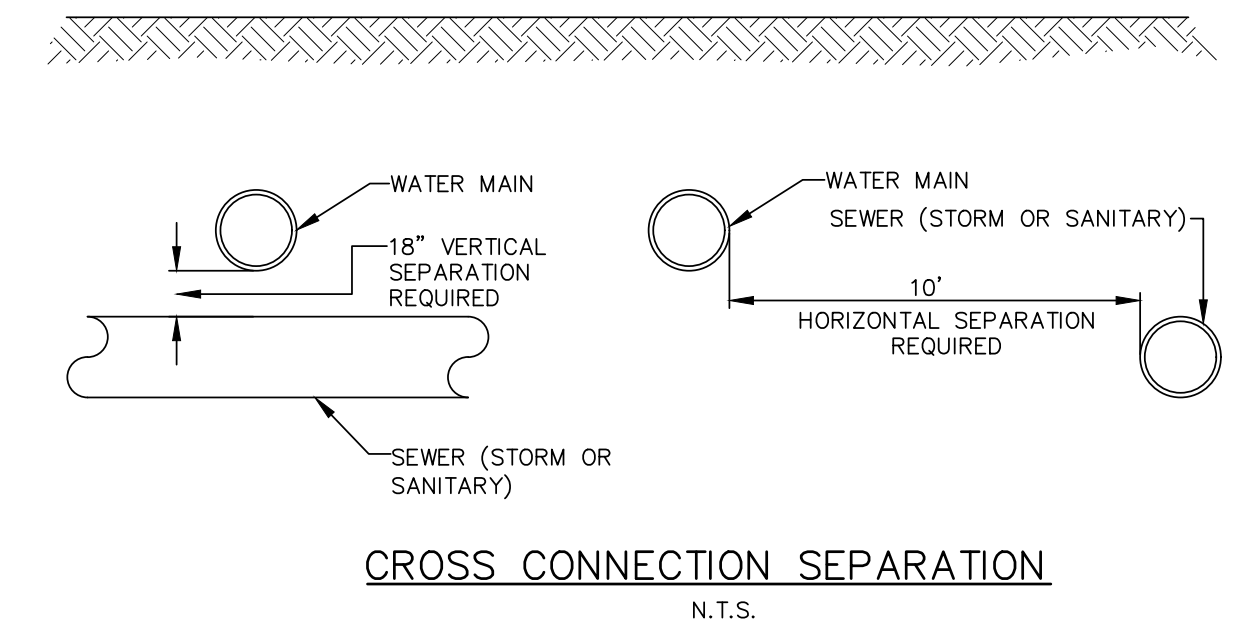 WATER MAIN
18" VERTICAL
SEPARATION
REQUIRED
SEWER (STORM OR
SANITARY)
WATER MAIN
SEWER (STORM OR SANITARY)
10'
HORIZONTAL SEPARATION
REQUIRED
CROSS CONNECTION SEPARATION
N.T.S.